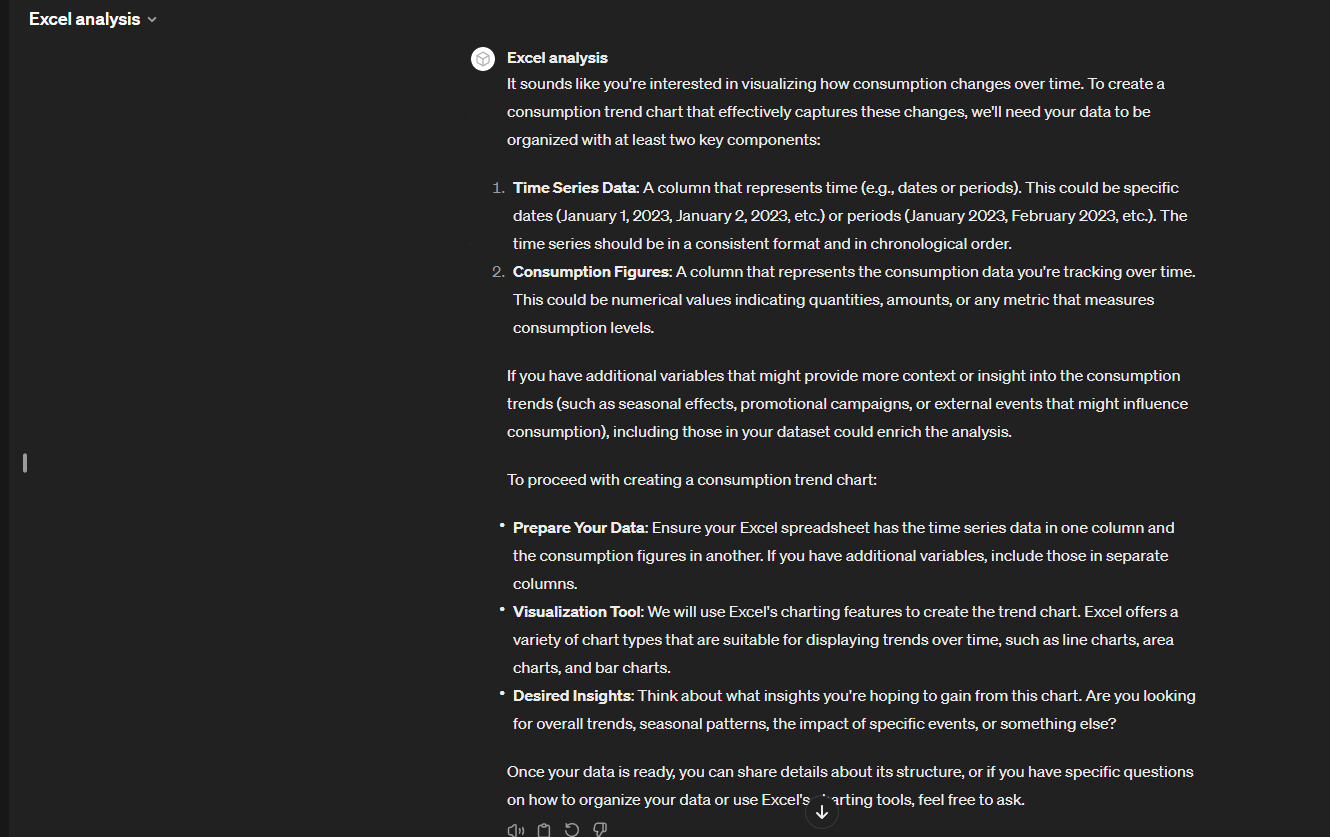 Excel analysis
Excel analysis
It sounds like you're interested in visualizing how consumption changes over time. To create a
consumption trend chart that effectively captures these changes, we'll need your data to be
organized with at least two key components:
1. Time Series Data: A column that represents time (e.g., dates or periods). This could be specific
dates (January 1, 2023, January 2, 2023, etc.) or periods (January 2023, February 2023, etc.). The
time series should be in a consistent format and in chronological order.
2. Consumption Figures: A column that represents the consumption data you're tracking over time.
This could be numerical values indicating quantities, amounts, or any metric that measures
consumption levels.
If you have additional variables that might provide more context or insight into the consumption
trends (such as seasonal effects, promotional campaigns, or external events that might influence
consumption), including those in your dataset could enrich the analysis.
To proceed with creating a consumption trend chart:
• Prepare Your Data: Ensure your Excel spreadsheet has the time series data in one column and
the consumption figures in another. If you have additional variables, include those in separate
columns.
• Visualization Tool: We will use Excel's charting features to create the trend chart. Excel offers a
variety of chart types that are suitable for displaying trends over time, such as line charts, area
charts, and bar charts.
• Desired Insights: Think about what insights you're hoping to gain from this chart. Are you looking
for overall trends, seasonal patterns, the impact of specific events, or something else?
Once your data is ready, you can share details about its structure, or if you have specific questions
on how to organize your data or use Excel's arting tools, feel free to ask.